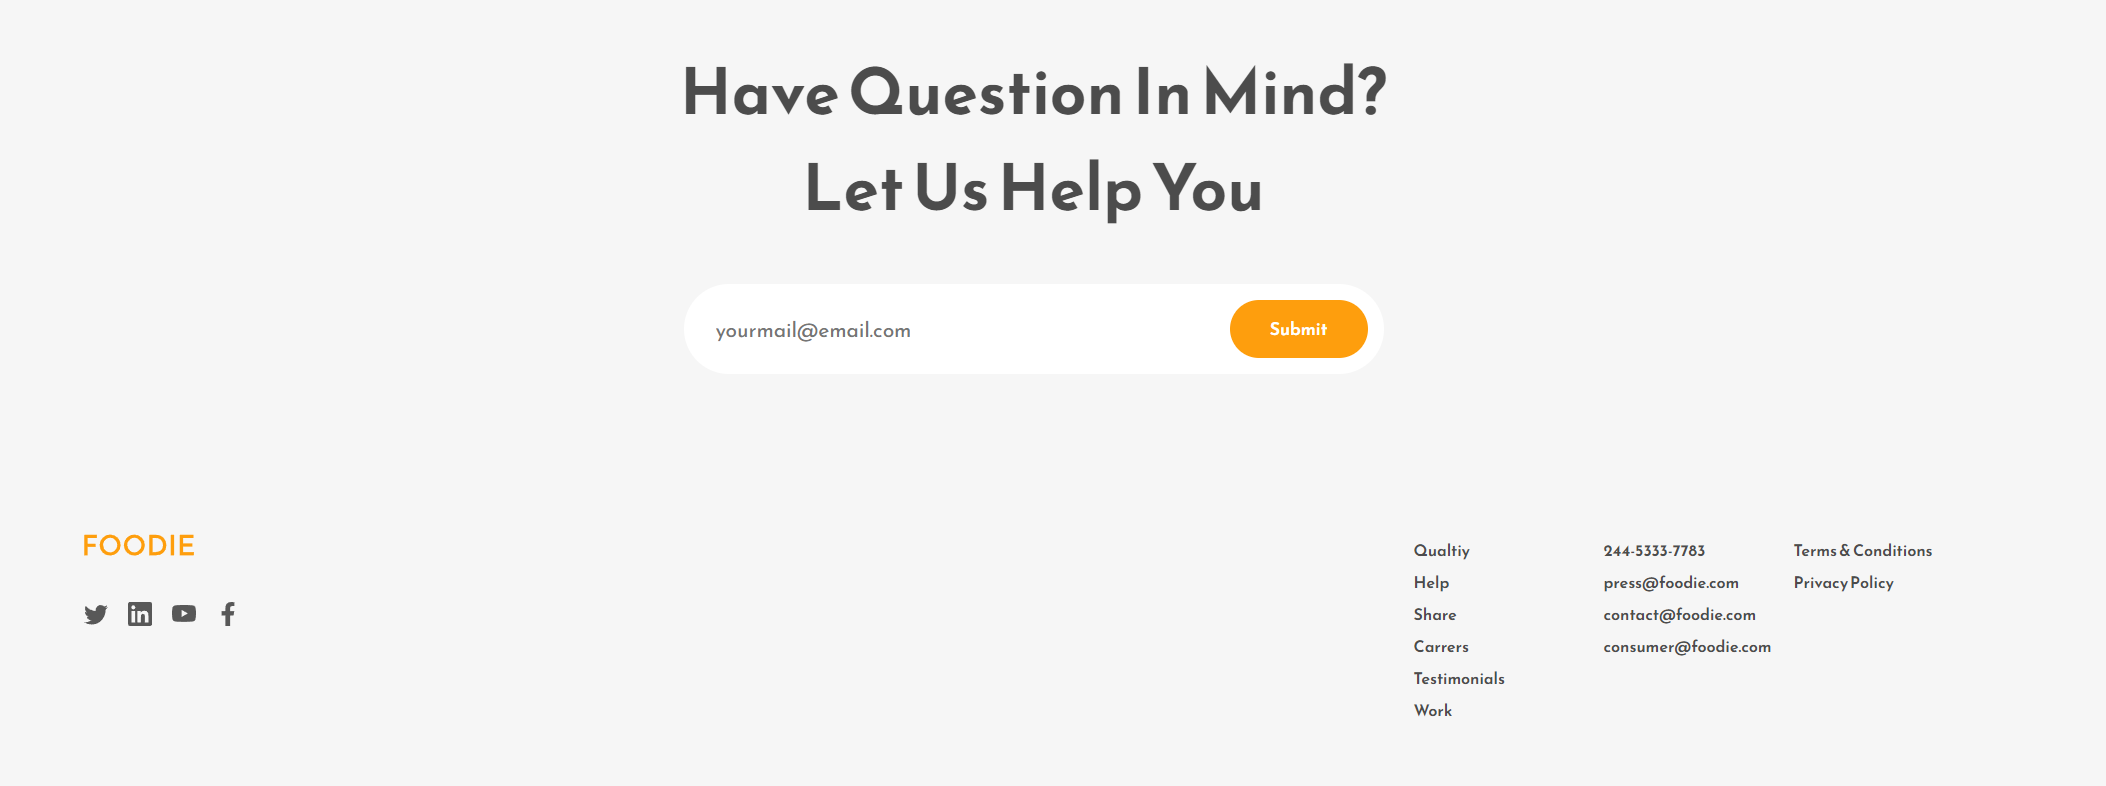 Have Question In Mind?
Let Us Help You
yourmail@email.com
Submit
FOODIE
Qualtiy
Help
Share
Carrers
Testimonials
Work
244-5333-7783
press@foodie.com
contact@foodie.com
consumer@foodie.com
Terms & Conditions
Privacy Policy